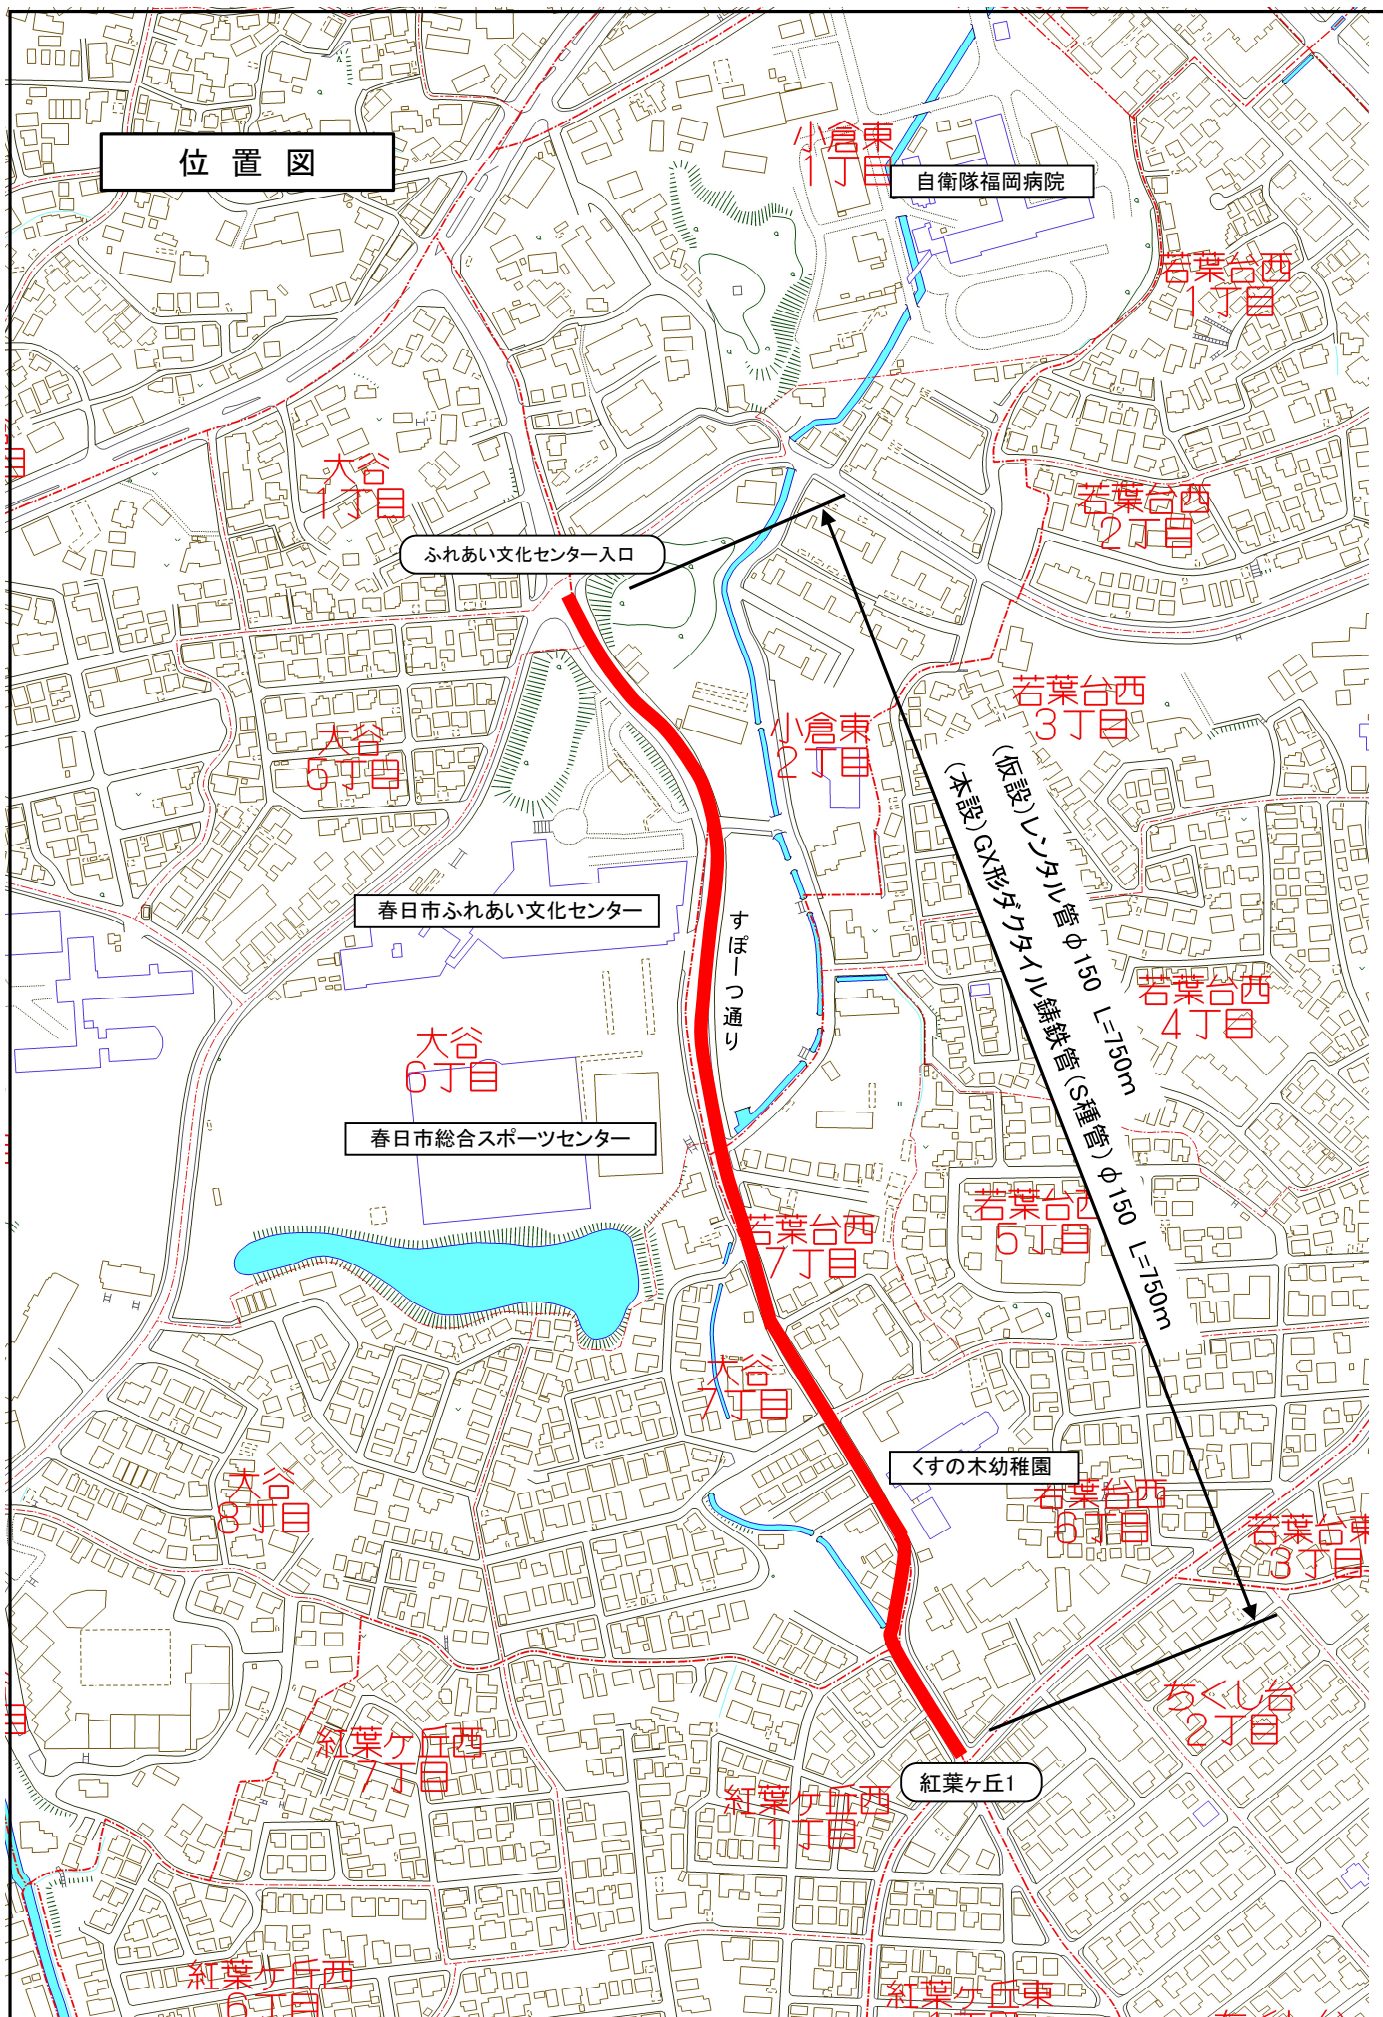 位置図
小倉東
1丁目
自衛隊福岡病院
若葉台西
1丁目
大谷
1丁目
若葉台西
2丁目
ふれあい文化センター入口
若葉台西
3丁目
大谷
5丁目
小倉東
2丁目
(仮設)レンタル管φ150 L=750m
(本設)GX形ダクタイル鋳鉄管(S種管)φ150 L=750m
春日市ふれあい文化センター
すぽーつ通り
若葉台西
4丁目
大谷
6丁目
春日市総合スポーツセンター
若葉台西
5丁目
若葉台西
7丁目
大谷
7丁目
くすの木幼稚園
若葉台西
6丁目
大谷
8丁目
若葉台東
3丁目
ちくし台
2丁目
紅葉ケ丘西
7丁目
紅葉ヶ丘1
紅葉ケ丘西
1丁目
紅葉ケ丘西
6丁目
紅葉ケ丘東